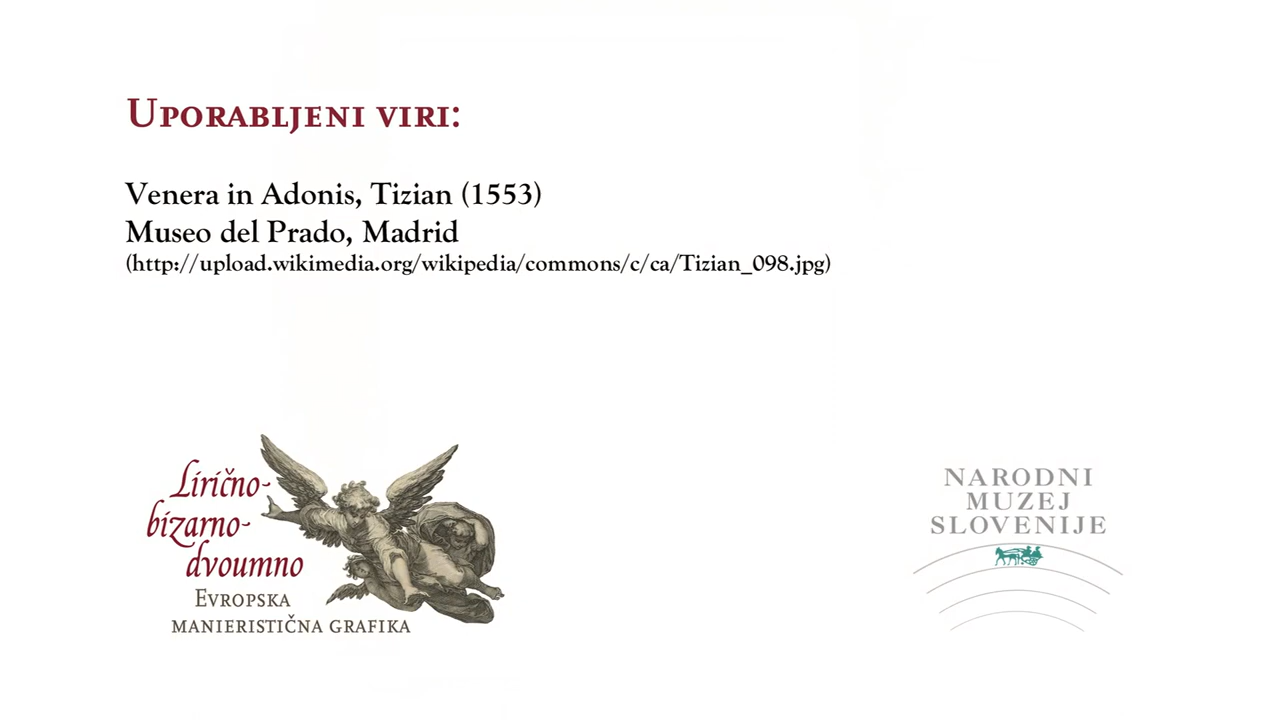 Uporabljeni viri:
Venera in Adonis, Tizian (1553)
Museo del Prado, Madrid
(http://upload.wikimedia.org/wikipedia/commons/c/ca/Tizian_098.jpg)
Lirično-
bizarno-
dvoumno
Evropska
manieristična grafika
NARODNI
MUZEJ
SLOVENIJE